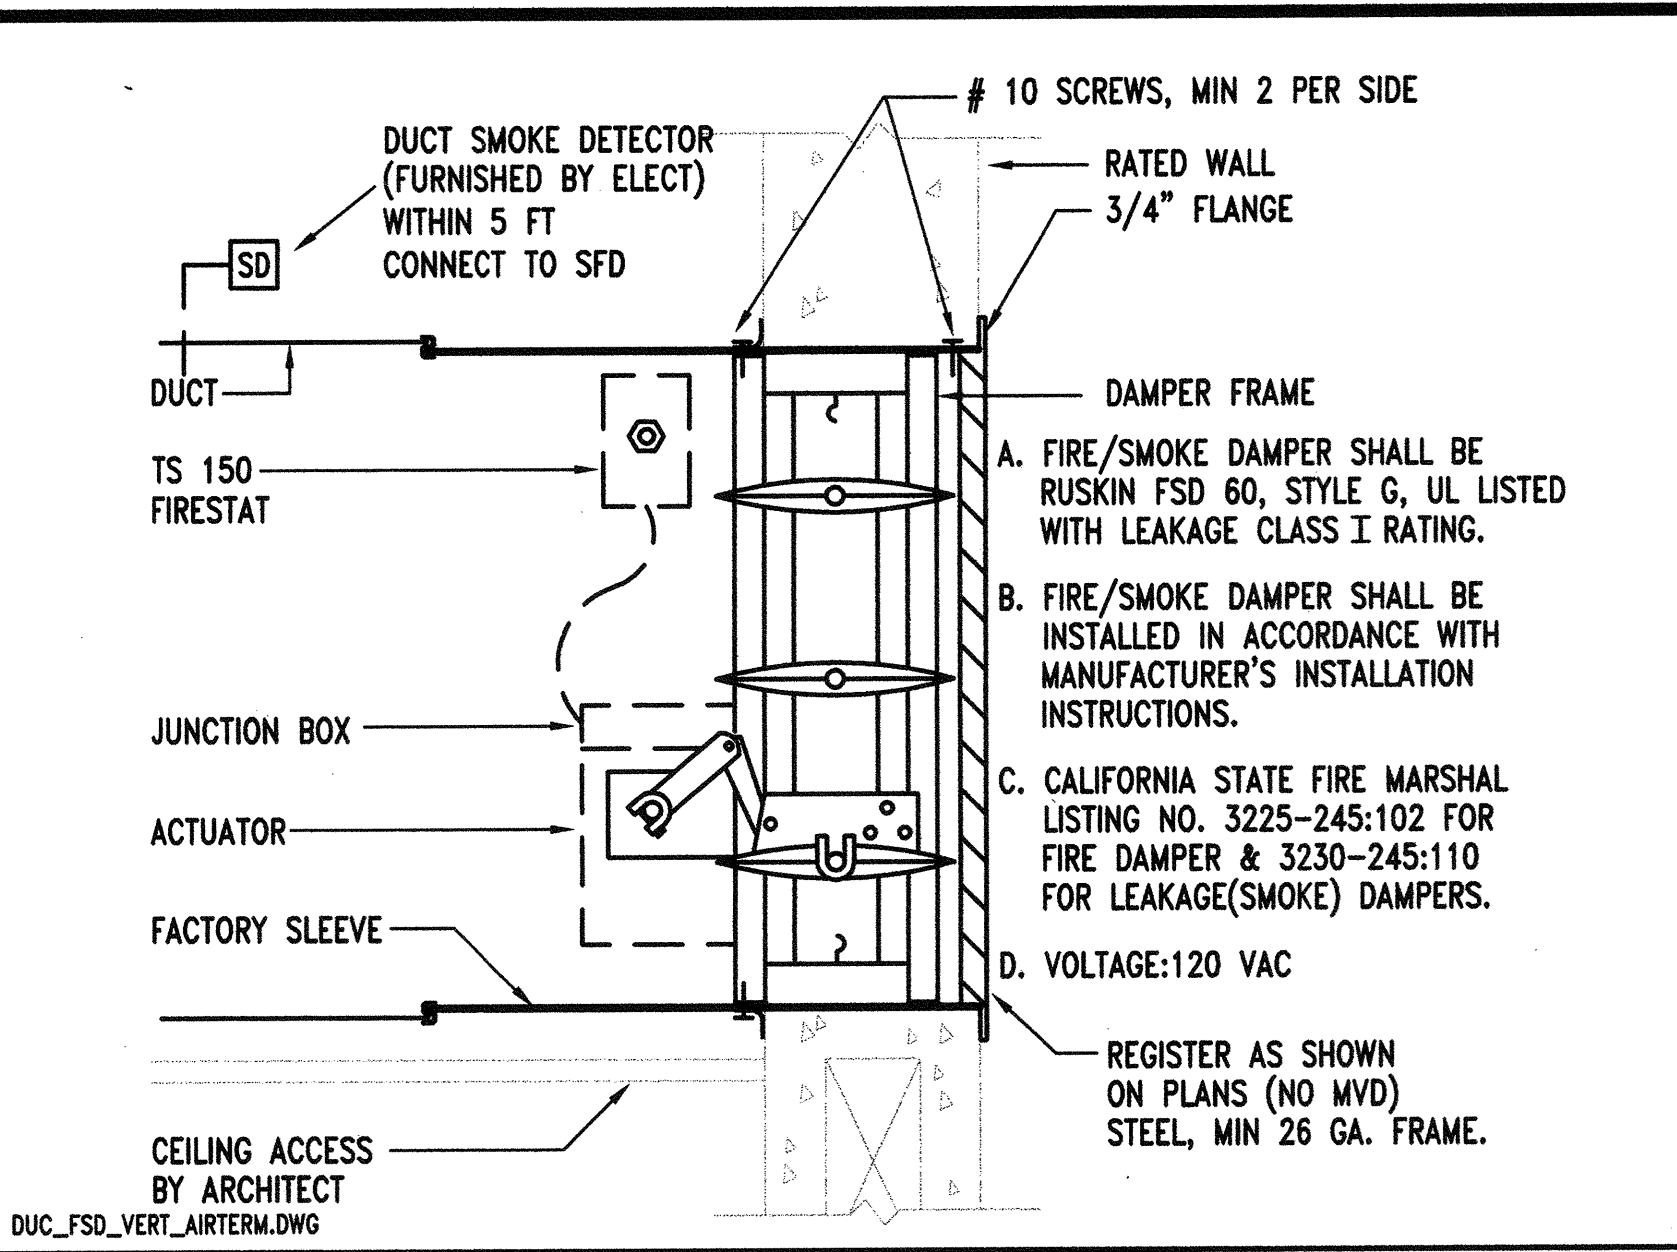 # 10 SCREWS, MIN 2 PER SIDE
DUCT SMOKE DETECTOR
(FURNISHED BY ELECT)
WITHIN 5 FT
CONNECT TO SFD
RATED WALL
3/4" FLANGE
SD
DUCT
DAMPER FRAME
TS 150
FIRESTAT
A. FIRE/SMOKE DAMPER SHALL BE
RUSKIN FSD 60, STYLE G, UL LISTED
WITH LEAKAGE CLASS I RATING.
B. FIRE/SMOKE DAMPER SHALL BE
INSTALLED IN ACCORDANCE WITH
MANUFACTURER'S INSTALLATION
INSTRUCTIONS.
JUNCTION BOX
C. CALIFORNIA STATE FIRE MARSHAL
LISTING NO. 3225-245:102 FOR
FIRE DAMPER & 3230-245:110
FOR LEAKAGE(SMOKE) DAMPERS.
ACTUATOR
FACTORY SLEEVE
D. VOLTAGE:120 VAC
REGISTER AS SHOWN
ON PLANS (NO MVD)
STEEL, MIN 26 GA. FRAME.
CEILING ACCESS
BY ARCHITECT
DUC_FSD_VERT_AIRTERM.DWG